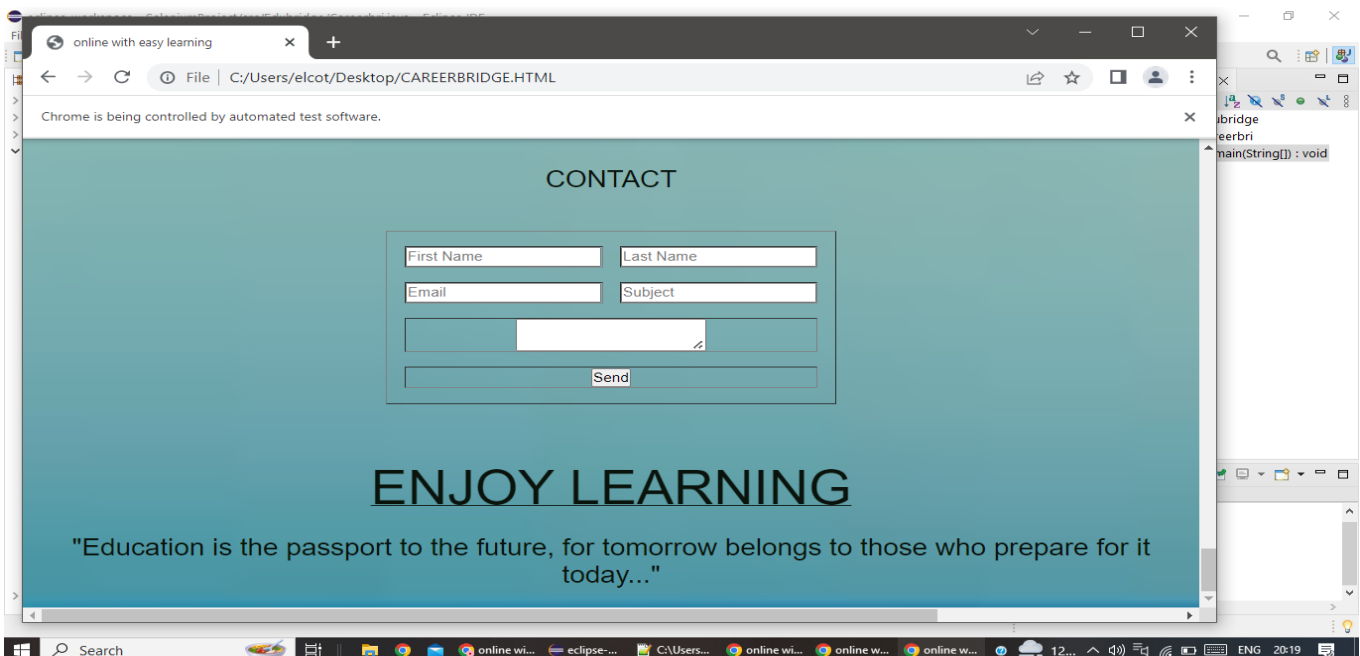 online with easy learning
File C:/Users/elcot/Desktop/CAREERBRIDGE.HTML
Chrome is being controlled by automated test software.
ubridge
eerbri
main(String[]) : void
CONTACT
First Name Last Name
Email Subject
Send
ENJOY LEARNING
"Education is the passport to the future, for tomorrow belongs to those who prepare for it
today..."
Search online wi... eclipse-... C:\Users... online wi... online w... online w... 12... ENG 20:19